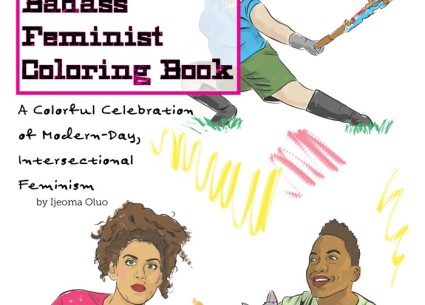 Badass
Feminist
Coloring Book
A Colorful Celebration
of Modern-Day,
Intersectional
Feminism
by Ijeoma Oluo